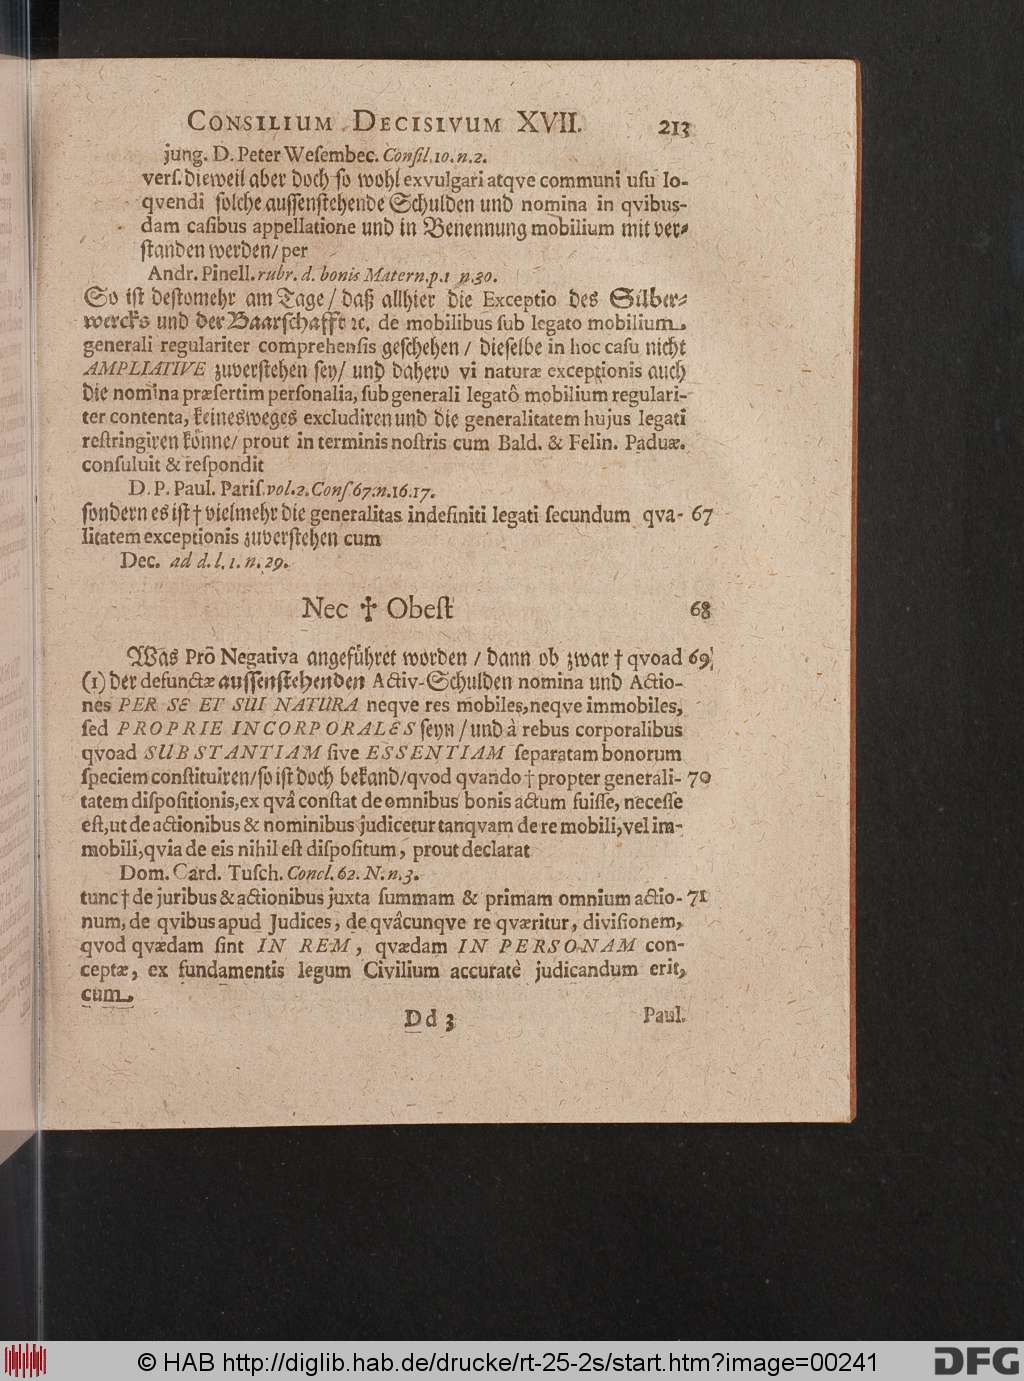 CONSILIUM DECISIVUM XVII. 213
jung. D. Peter Weſembec. Conſil. 10. n. 2.
verſ. dieweil aber doch ſo wohl exvulgari atqve communi uſu lo-
qvendi ſolche auſſenſtehende Schulden und nomina in qvibus-
dam caſibus appellatione und in Benennung mobilium mit ver-
ſtanden werden/ per
Andr. Pinell. rubr. d. bonis Matern. p. 1 n. 30.
So iſt deſtomehr am Tage / daß allhier die Exceptio des Silber-
wercks und der Baarſchafft ꝛc. de mobilibus ſub legato mobilium
generali regulariter comprehenſis geſchehen / dieſelbe in hoc caſu nicht
AMPLIATIVE zuverſtehen ſey/ und dahero vi naturæ exceptionis auch
die nomina præſertim perſonalia, ſub generali legatô mobilium regulari-
ter contenta, keinesweges excludiren und die generalitatem hujus legati
reſtringiren könne/ prout in terminis noſtris cum Bald. & Felin. Paduæ.
conſuluit & reſpondit
D. P. Paul. Pariſ. vol. 2. Conſ. 67. n. 16. 17.
ſondern es iſt † vielmehr die generalitas indefiniti legati ſecundum qva- 67
litatem exceptionis zuverſtehen cum
Dec. ad d. l. 1. n. 29.
Nec ✝ Obeſt 68
Was Prô Negativa angeführet worden / dann ob zwar † qvoad 69
(1) der defunctæ auſſenſtehenden Activ-Schulden nomina und Actio-
nes PER SE ET SUI NATURA neqve res mobiles, neqve immobiles,
ſed PROPRIE INCORPORALES ſeyn / und à rebus corporalibus
qvoad SUBSTANTIAM ſive ESSENTIAM ſeparatam bonorum
ſpeciem conſtituiren/ ſo iſt doch bekand/ qvod qvando † propter generali- 70
tatem diſpoſitionis, ex qvâ conſtat de omnibus bonis actum fuiſſe, neceſſe
eſt, ut de actionibus & nominibus judicetur tanqvam de re mobili, vel im-
mobili, qvia de eis nihil eſt diſpoſitum, prout declarat
Dom. Card. Tuſch. Concl. 62. N. n. 3.
tunc † de juribus & actionibus juxta ſummam & primam omnium actio- 71
num, de qvibus apud Judices, de qvâcunqve re qværitur, diviſionem,
qvod qvædam ſint IN REM, qvædam IN PERSONAM con-
ceptæ, ex fundamentis legum Civilium accuratè judicandum erit,
cum
Dd 3 Paul.
© HAB http://diglib.hab.de/drucke/rt-25-2s/start.htm?image=00241 DFG